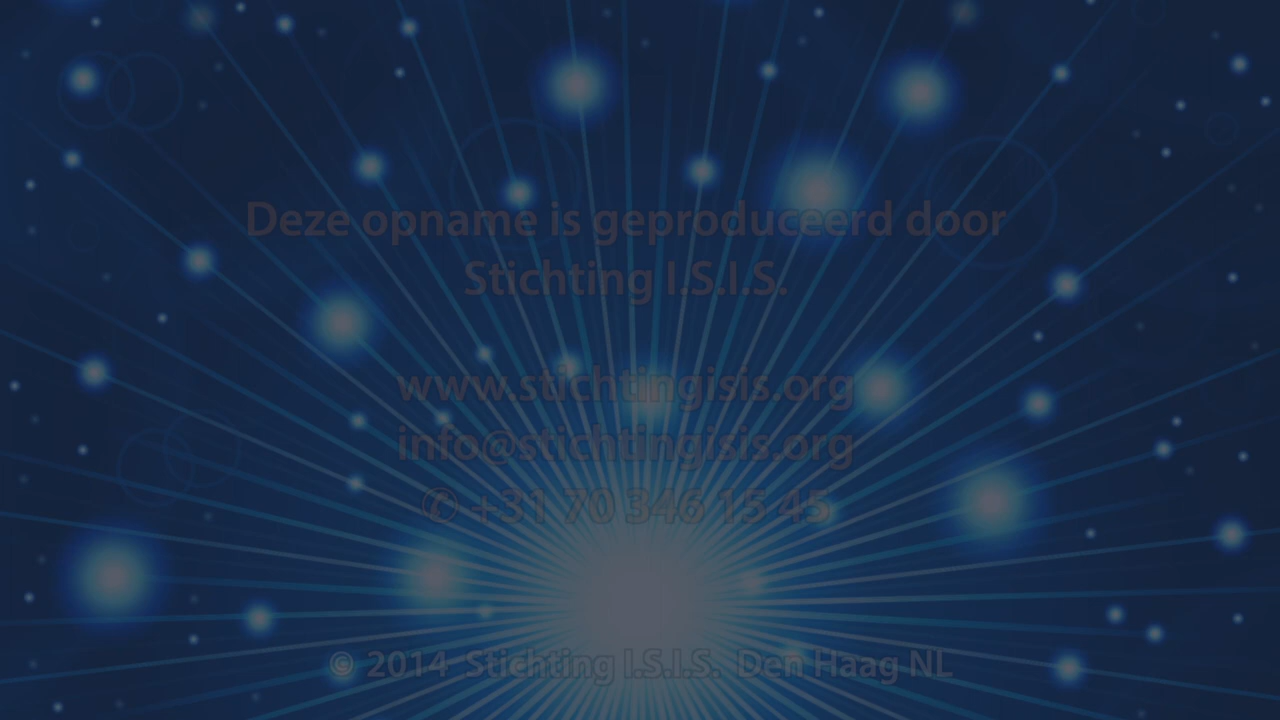 Deze opname is geproduceerd door
Stichting I.S.I.S.
www.stichtingisis.org
info@stichtingisis.org
✆ +31 70 346 15 45
© 2014 Stichting I.S.I.S. Den Haag NL